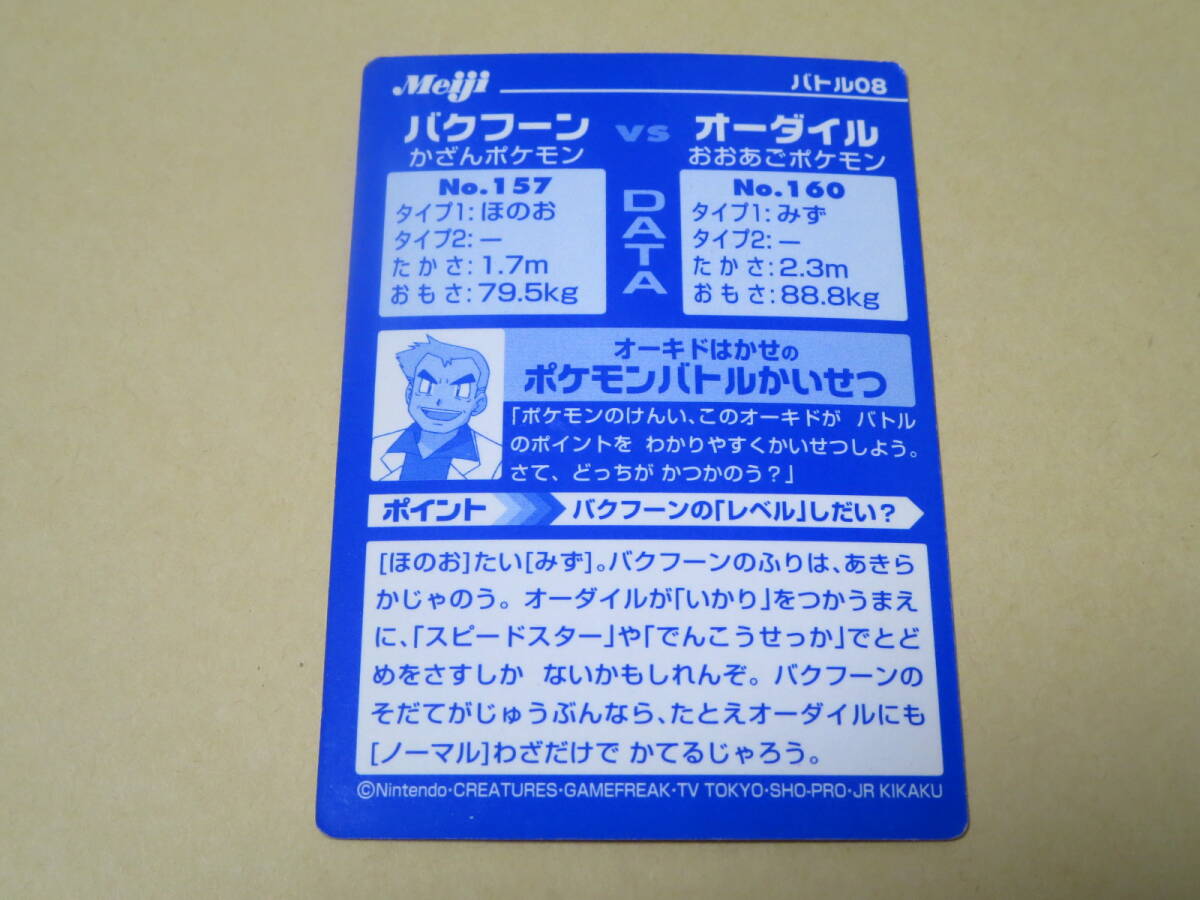 Meiji
バトル08
バクフーン vs オーダイル
かざんポケモン
おおあごポケモン
DATA
No.157
タイプ1:ほのお
タイプ2:ー
たかさ:1.7m
おもさ:79.5kg
No.160
タイプ1:みず
タイプ2:ー
たかさ:2.3m
おもさ:88.8kg
オーキドはかせの
ポケモンバトルかいせつ
「ポケモンのけんい、このオーキドが バトル
のポイントを わかりやすくかいせつしよう。
さて、どっちが かつかのう?」
ポイント
バクフーンの「レベル」しだい?
[ほのお]たい[みず]。バクフーンのふりは、あきら
かじゃのう。オーダイルが「いかり」をつかうまえ
に、「スピードスター」や「でんこうせっか」でとど
めをさすしか ないかもしれんぞ。バクフーンの
そだてがじゅうぶんなら、たとえオーダイルにも
[ノーマル]わざだけで かてるじゃろう。
©Nintendo・CREATURES・GAMEFREAK・TV TOKYO・SHO-PRO・JR KIKAKU